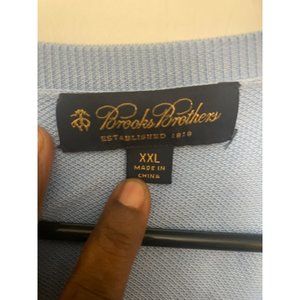 Brooks Brothers
ESTABLISHED 1818
XXL
MADE IN
CHINA